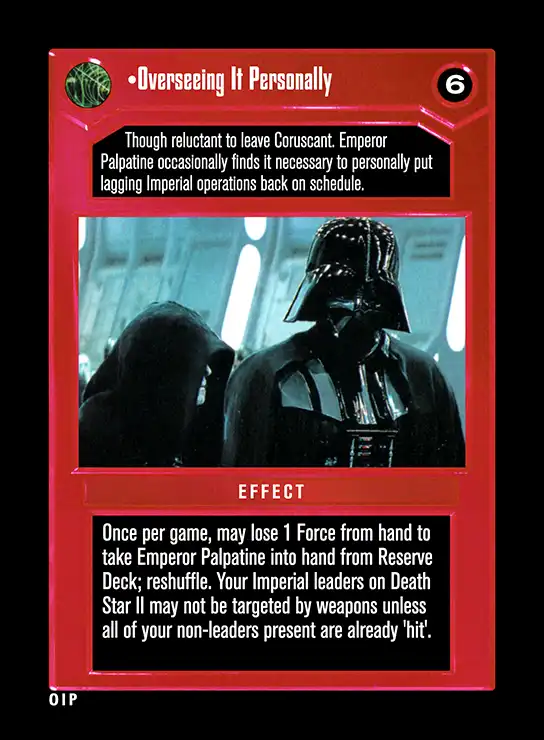 •Overseeing It Personally
6
Though reluctant to leave Coruscant. Emperor
Palpatine occasionally finds it necessary to personally put
lagging Imperial operations back on schedule.
EFFECT
Once per game, may lose 1 Force from hand to
take Emperor Palpatine into hand from Reserve
Deck; reshuffle. Your Imperial leaders on Death
Star II may not be targeted by weapons unless
all of your non-leaders present are already 'hit'.
OIP